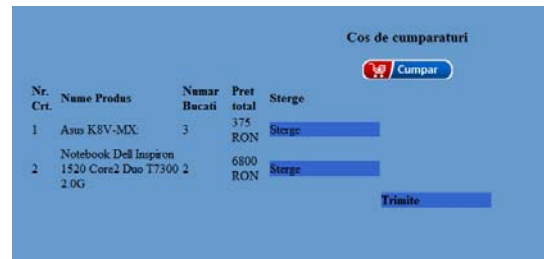 Cos de cumparaturi
Cumpar
Nr. Crt. Nume Produs Numar Bucati Pret total Sterge
1 Asus K8V-MX. 3 375 RON Sterge
2 Notebook Dell Inspiron 1520 Core2 Duo T7300 2.0G 2 6800 RON Sterge
Trimite